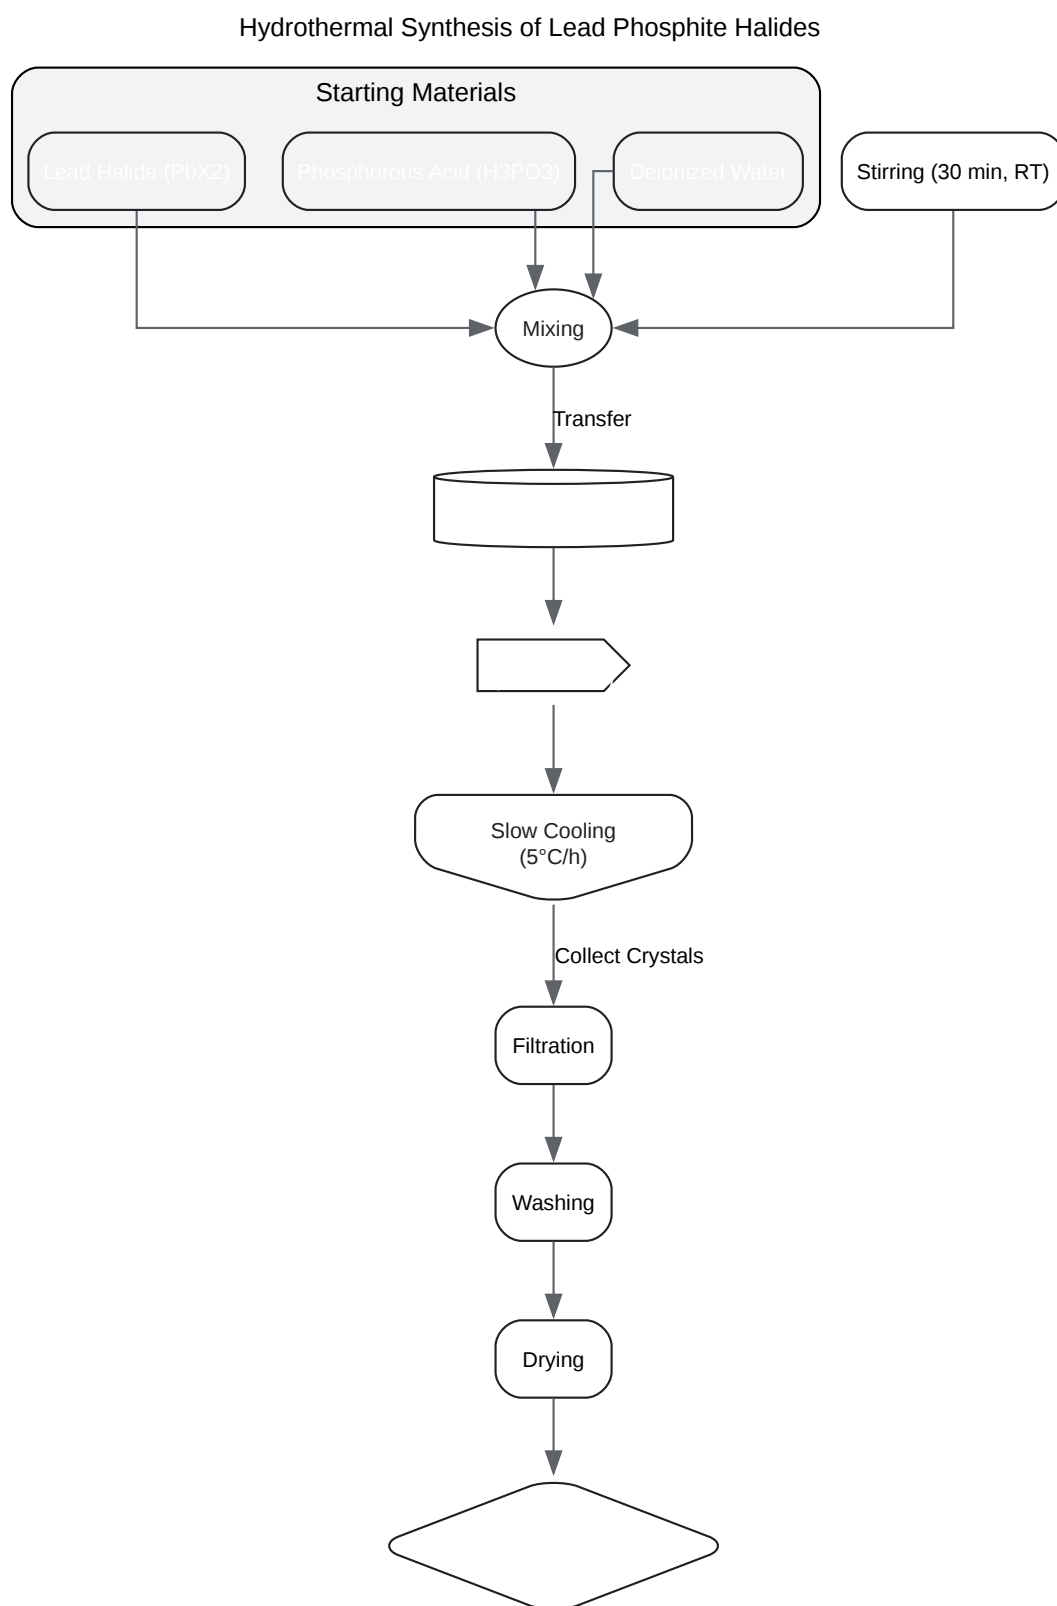 Hydrothermal Synthesis of Lead Phosphite Halides
Starting Materials
Lead Halide (PbX2)
Phosphorous Acid (H3PO3)
Deionized Water
Stirring (30 min, RT)
Mixing
Transfer
Slow Cooling
(5°C/h)
Collect Crystals
Filtration
Washing
Drying